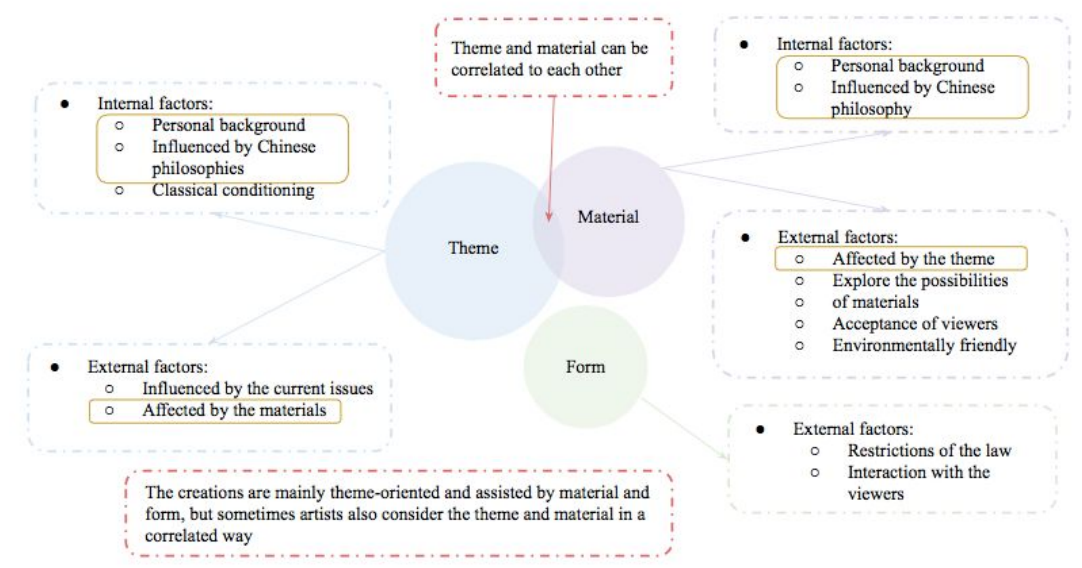 Theme and material can be
correlated to each other
● Internal factors:
○ Personal background
○ Influenced by Chinese
philosophies
○ Classical conditioning
● Internal factors:
○ Personal background
○ Influenced by Chinese
philosophy
Theme
Material
Form
● External factors:
○ Affected by the theme
○ Explore the possibilities
○ of materials
○ Acceptance of viewers
○ Environmentally friendly
● External factors:
○ Influenced by the current issues
○ Affected by the materials
● External factors:
○ Restrictions of the law
○ Interaction with the
viewers
The creations are mainly theme-oriented and assisted by material and
form, but sometimes artists also consider the theme and material in a
correlated way